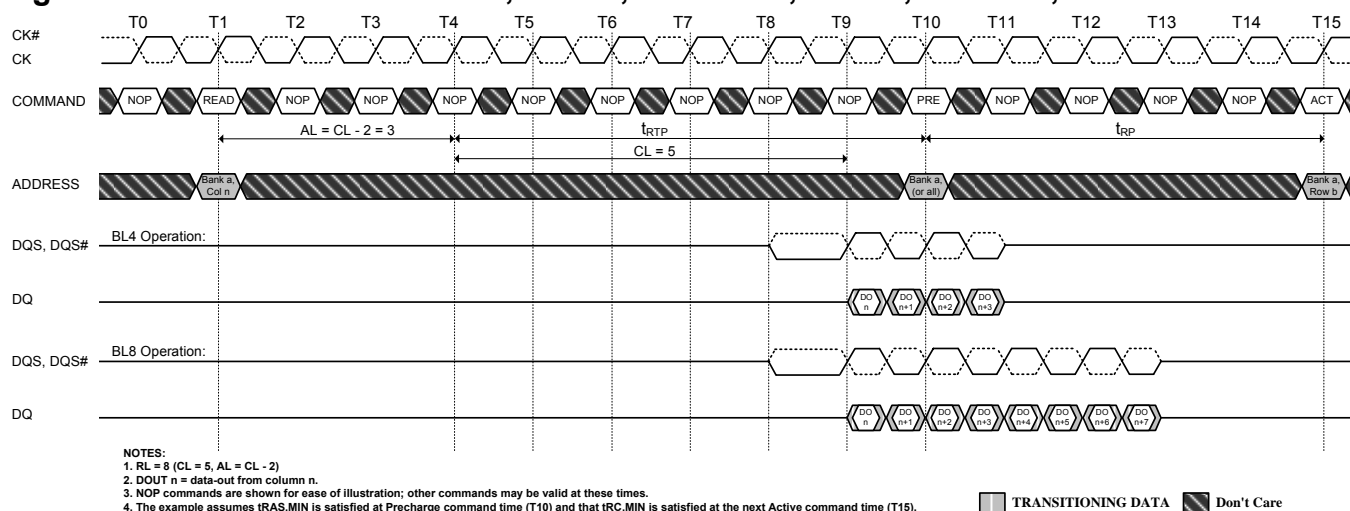 T0 T1 T2 T3 T4 T5 T6 T7 T8 T9 T10 T11 T12 T13 T14 T15
CK#
CK
COMMAND NOP READ NOP NOP NOP NOP NOP NOP NOP NOP PRE NOP NOP NOP NOP ACT
AL = CL - 2 = 3 tRTP tRP
CL = 5
ADDRESS
Bank a, Col n
Bank a, (or all)
Bank a, Row b
DQS, DQS# BL4 Operation:
DQ DO n DO n+1 DO n+2 DO n+3
DQS, DQS# BL8 Operation:
DQ DO n DO n+1 DO n+2 DO n+3 DO n+4 DO n+5 DO n+6 DO n+7
NOTES:
1. RL = 8 (CL = 5, AL = CL - 2)
2. DOUT n = data-out from column n.
3. NOP commands are shown for ease of illustration; other commands may be valid at these times.
4. The example assumes tRAS.MIN is satisfied at Precharge command time (T10) and that tRC.MIN is satisfied at the next Active command time (T15).
TRANSITIONING DATA Don't Care